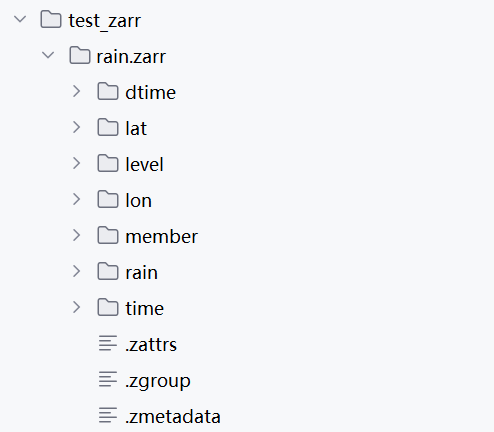 test_zarr
rain.zarr
dtime
lat
level
lon
member
rain
time
.zattrs
.zgroup
.zmetadata